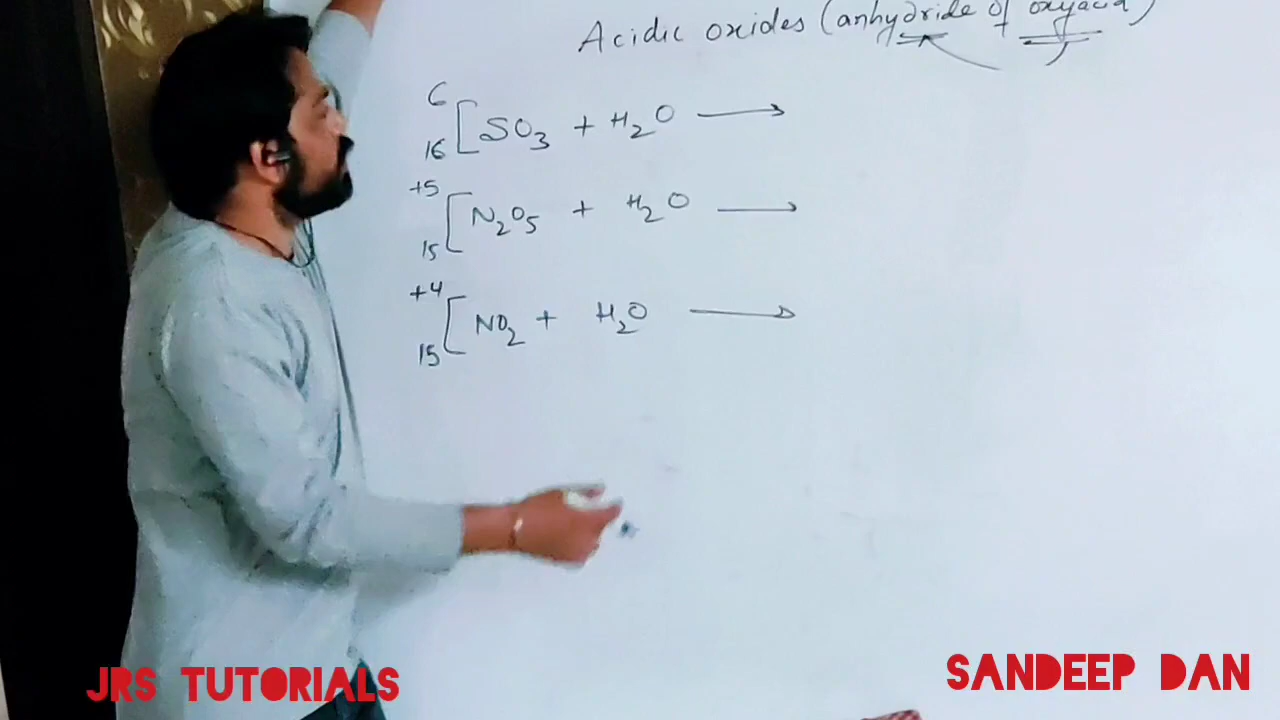 Acidic oxides (anhydride of oxyacid)
6
16 [SO3 + H2O ⟶
+5
15 [N2O5 + H2O ⟶
+4
15 [NO2 + H2O ⟶
JRS TUTORIALS
SANDEEP DAN